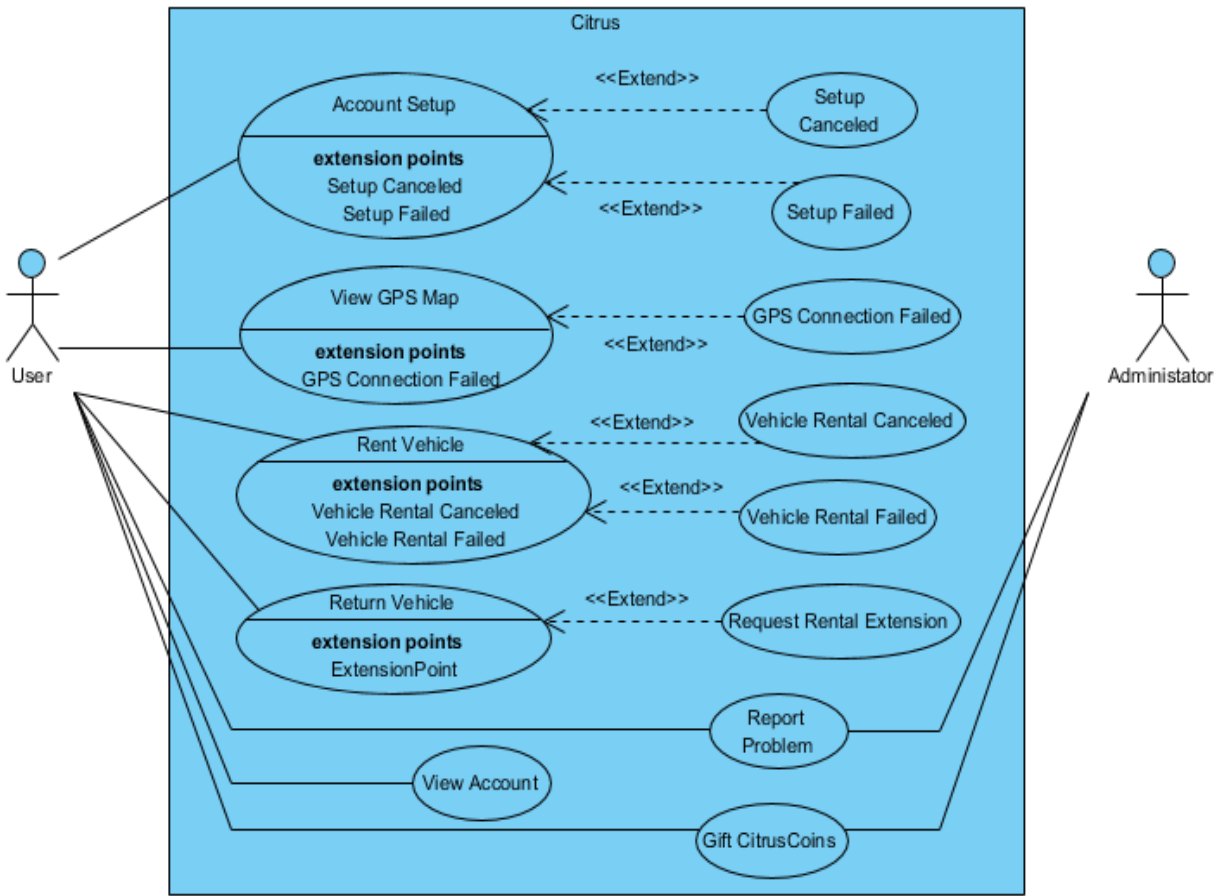 Citrus
Account Setup
extension points
Setup Canceled
Setup Failed
<<Extend>>
Setup
Canceled
<<Extend>>
Setup Failed
User
View GPS Map
extension points
GPS Connection Failed
<<Extend>>
GPS Connection Failed
Administator
Rent Vehicle
extension points
Vehicle Rental Canceled
Vehicle Rental Failed
<<Extend>>
Vehicle Rental Canceled
<<Extend>>
Vehicle Rental Failed
Return Vehicle
extension points
ExtensionPoint
<<Extend>>
Request Rental Extension
Report
Problem
View Account
Gift CitrusCoins